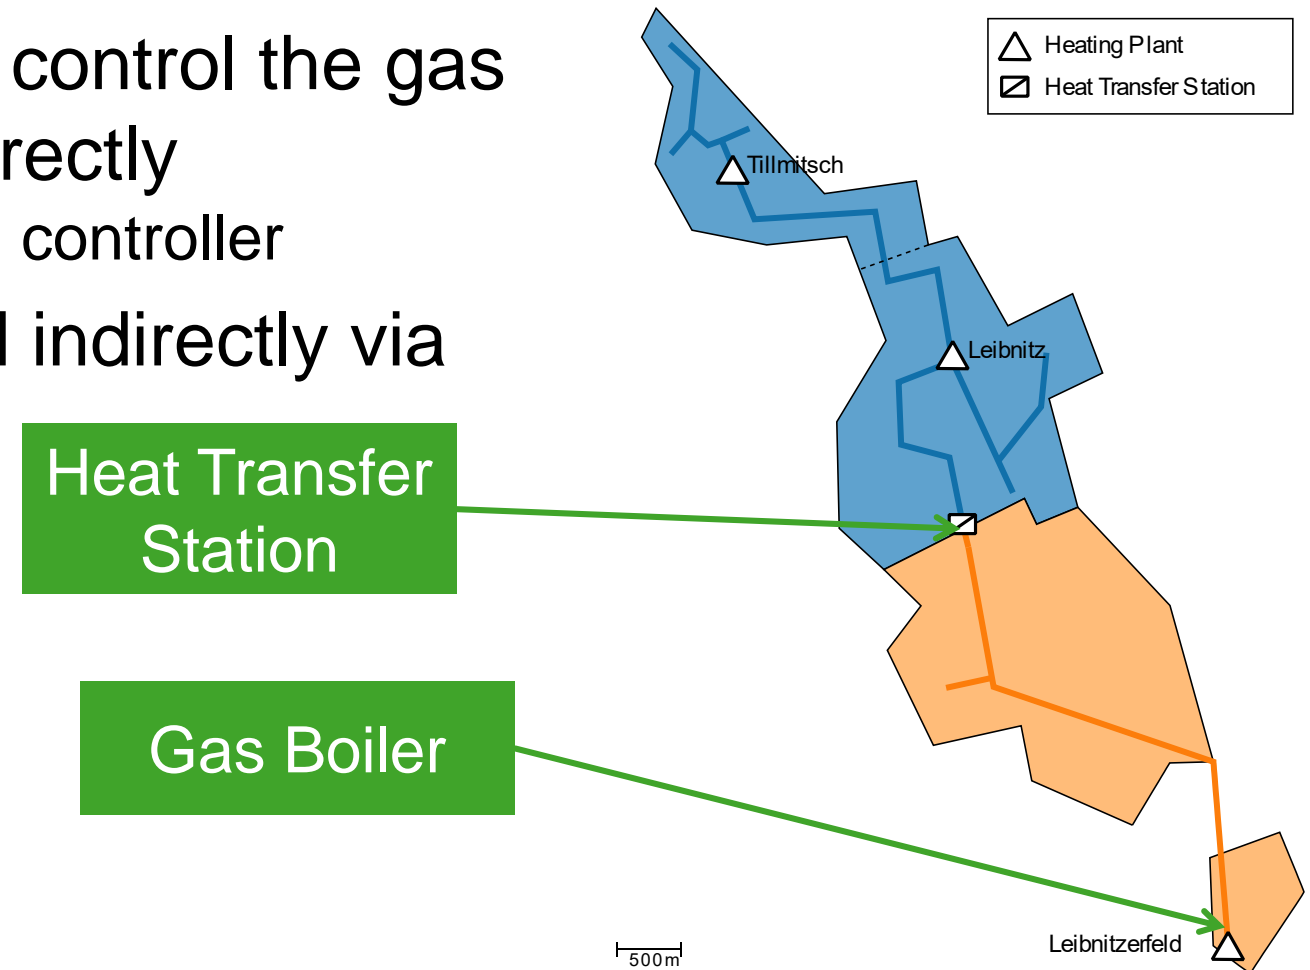 control the gas
rectly
controller
indirectly via
Heat Transfer
Station
Gas Boiler
Heating Plant
Heat Transfer Station
Tillmitsch
Leibnitz
Leibnitzerfeld
500m